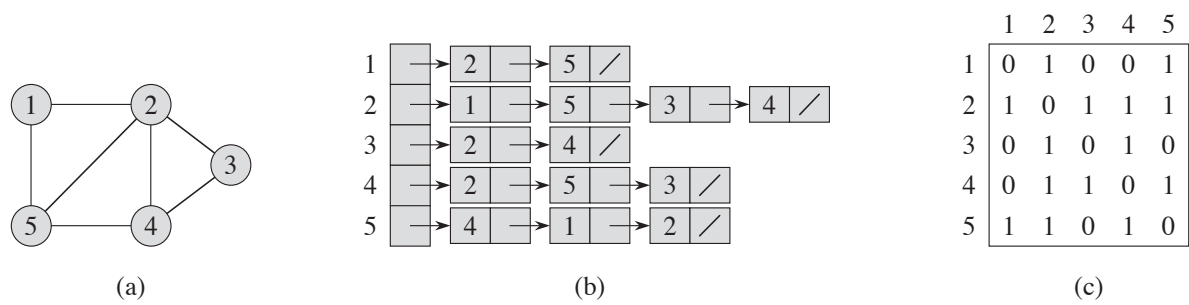 1 2
3
5 4
(a)
1 2 5 /
2 1 5 3 4 /
3 2 4 /
4 2 5 3 /
5 4 1 2 /
(b)
1 2 3 4 5
1 0 1 0 0 1
2 1 0 1 1 1
3 0 1 0 1 0
4 0 1 1 0 1
5 1 1 0 1 0
(c)